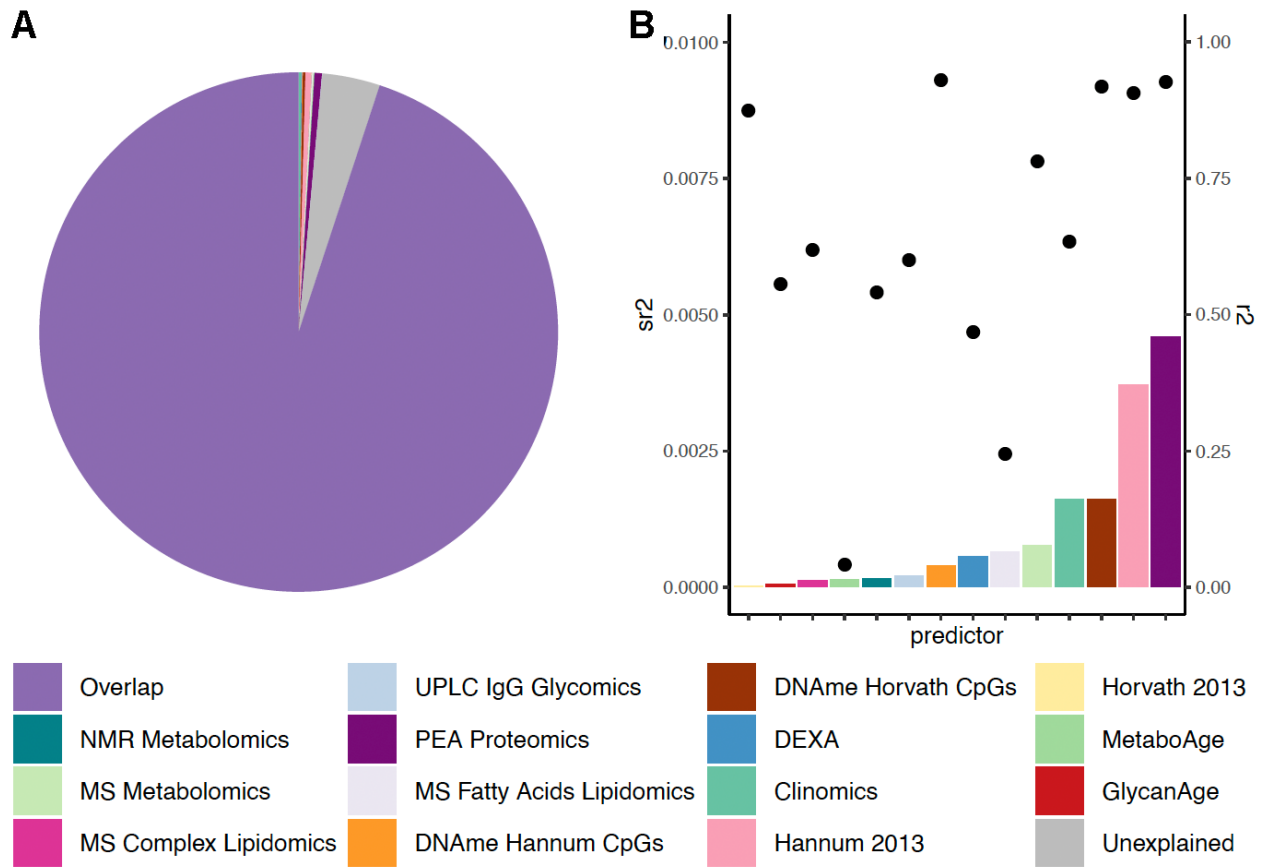 A
B
0.0100
0.0075
0.0050
0.0025
0.0000
sr2
1.00
0.75
0.50
0.25
0.00
r2
predictor
Overlap
NMR Metabolomics
MS Metabolomics
MS Complex Lipidomics
UPLC IgG Glycomics
PEA Proteomics
MS Fatty Acids Lipidomics
DNAme Hannum CpGs
DNAme Horvath CpGs
DEXA
Clinomics
Hannum 2013
Horvath 2013
MetaboAge
GlycanAge
Unexplained